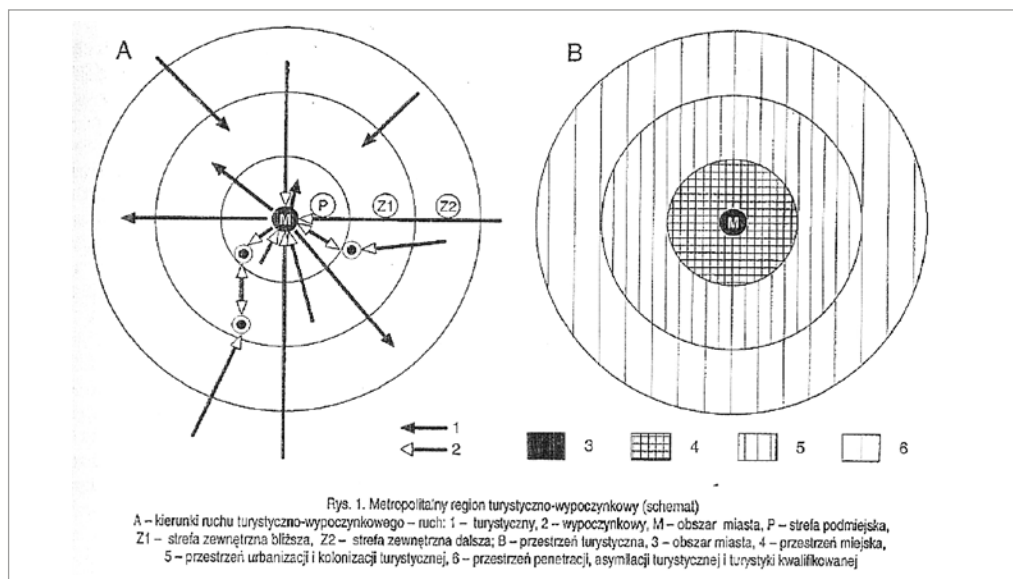 A
B
P
Z1
Z2
M
M
1
2
3
4
5
6
Rys. 1. Metropolitalny region turystyczno-wypoczynkowy (schemat)
A – kierunki ruchu turystyczno-wypoczynkowego – ruch: 1 – turystyczny, 2 – wypoczynkowy, M – obszar miasta, P – strefa podmiejska,
Z1 – strefa zewnętrzna bliższa, Z2 – strefa zewnętrzna dalsza; B – przestrzeń turystyczna, 3 – obszar miasta, 4 – przestrzeń miejska,
5 – przestrzeń urbanizacji i kolonizacji turystycznej, 6 – przestrzeń penetracji, asymilacji turystycznej i turystyki kwalifikowanej